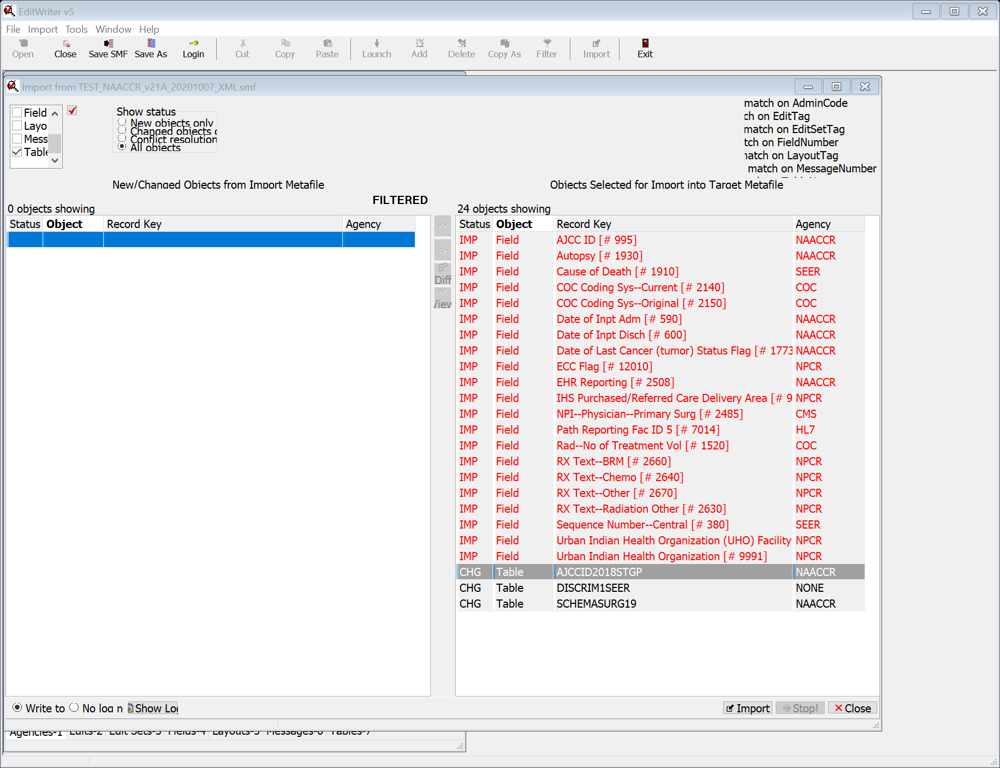 EditWriter v5
File Import Tools Window Help
Open Close Save SMF Save As Login Cut Copy Paste Launch Add Delete Copy As Filter Import Exit
Import from TEST_NAACCR_v21A_20201007_XML.smf
Field
Layo
Mess
Table
Show status
New objects only
Changed objects
Conflict resolution
All objects
match on AdminCode
ch on EditTag
match on EditSetTag
tch on FieldNumber
match on LayoutTag
match on MessageNumber
New/Changed Objects from Import Metafile
Objects Selected for Import into Target Metafile
FILTERED
0 objects showing
24 objects showing
Status Object Record Key Agency
Diff
View
Status Object Record Key Agency
IMP Field AJCC ID [# 995] NAACCR
IMP Field Autopsy [# 1930] NAACCR
IMP Field Cause of Death [# 1910] SEER
IMP Field COC Coding Sys--Current [# 2140] COC
IMP Field COC Coding Sys--Original [# 2150] COC
IMP Field Date of Inpt Adm [# 590] NAACCR
IMP Field Date of Inpt Disch [# 600] NAACCR
IMP Field Date of Last Cancer (tumor) Status Flag [# 1773 NAACCR
IMP Field ECC Flag [# 12010] NPCR
IMP Field EHR Reporting [# 2508] NAACCR
IMP Field IHS Purchased/Referred Care Delivery Area [# 9 NPCR
IMP Field NPI--Physician--Primary Surg [# 2485] CMS
IMP Field Path Reporting Fac ID 5 [# 7014] HL7
IMP Field Rad--No of Treatment Vol [# 1520] COC
IMP Field RX Text--BRM [# 2660] NPCR
IMP Field RX Text--Chemo [# 2640] NPCR
IMP Field RX Text--Other [# 2670] NPCR
IMP Field RX Text--Radiation Other [# 2630] NPCR
IMP Field Sequence Number--Central [# 380] SEER
IMP Field Urban Indian Health Organization (UHO) Facility NPCR
IMP Field Urban Indian Health Organization [# 9991] NPCR
CHG Table AJCCID2018STGP NAACCR
CHG Table DISCRIM1SEER NONE
CHG Table SCHEMASURG19 NAACCR
Write to No log n Show Log
Import Stop! Close
Agencies-1 Edits-2 Edit Sets-3 Fields-4 Layouts-5 Messages-6 Tables-7